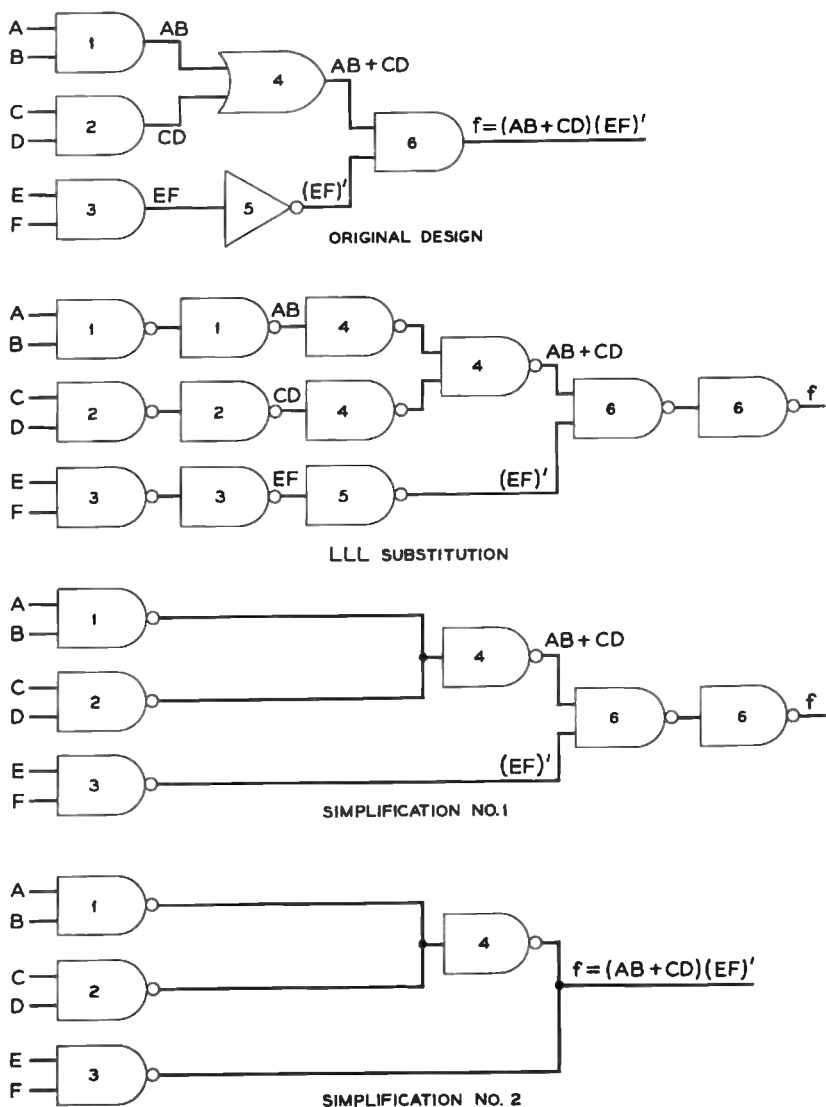 A
B
1
AB
C
D
2
CD
4
AB+CD
E
F
3
EF
5
(EF)'
6
f=(AB+CD)(EF)'
ORIGINAL DESIGN
A
B
1
1
AB
4
C
D
2
2
CD
4
4
AB+CD
E
F
3
3
EF
5
(EF)'
6
6
f
LLL SUBSTITUTION
A
B
1
C
D
2
4
AB+CD
E
F
3
(EF)'
6
6
f
SIMPLIFICATION NO.1
A
B
1
C
D
2
4
E
F
3
f=(AB+CD)(EF)'
SIMPLIFICATION NO. 2